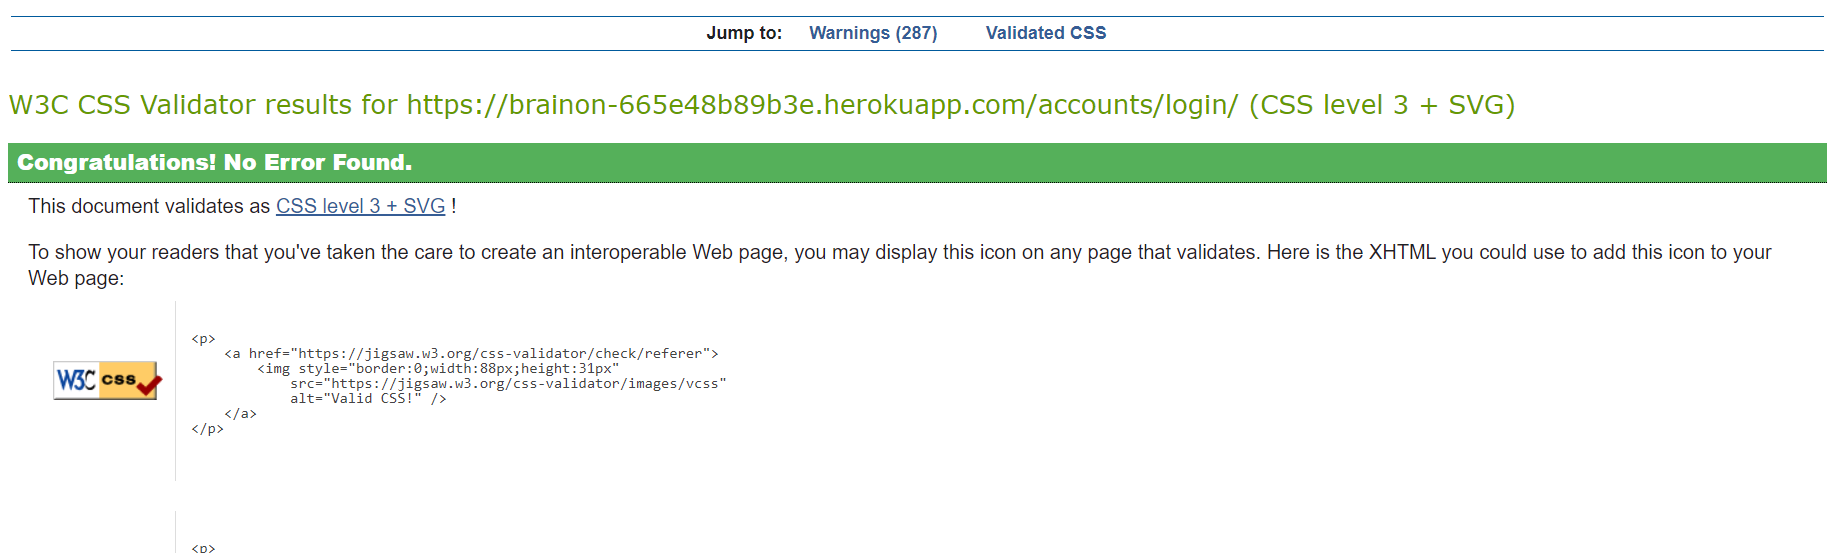 Jump to: Warnings (287) Validated CSS
W3C CSS Validator results for https://brainon-665e48b89b3e.herokuapp.com/accounts/login/ (CSS level 3 + SVG)
Congratulations! No Error Found.
This document validates as CSS level 3 + SVG !
To show your readers that you've taken the care to create an interoperable Web page, you may display this icon on any page that validates. Here is the XHTML you could use to add this icon to your
Web page:
<p>
<a href="https://jigsaw.w3.org/css-validator/check/referer">
<img style="border:0;width:88px;height:31px"
W3C css
src="https://jigsaw.w3.org/css-validator/images/vcss"
alt="Valid CSS!" />
</a>
</p>
<p>